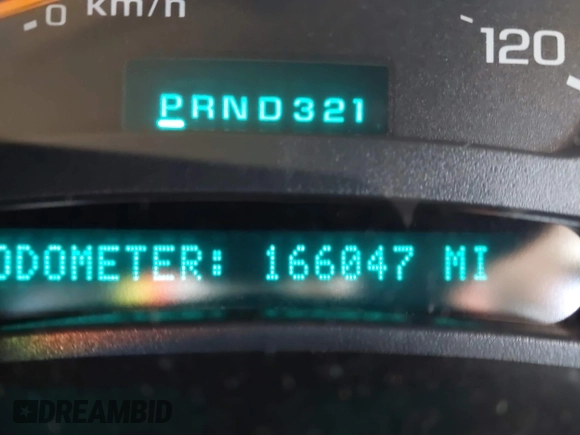 0 km/h
120
PRND321
ODOMETER: 166047 MI
DREAMBID